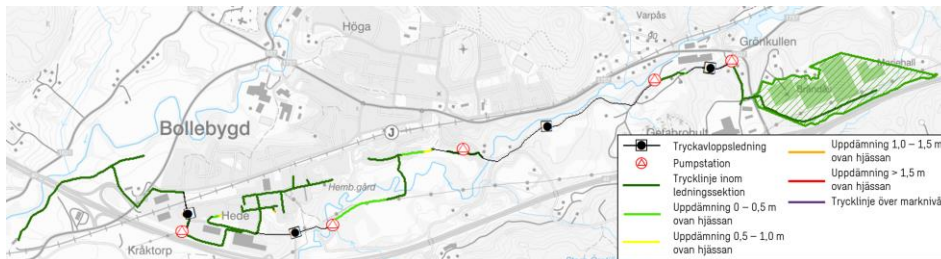 Varpås
Höga
Grönkullen
Mariehall
Bollebygd
J
Hemb.gård
Hede
Kråktorp
Tryckavloppsledning
Pumpstation
Trycklinje inom
ledningssektion
Uppdämning 0 – 0,5 m
ovan hjässan
Uppdämning 0,5 – 1,0 m
ovan hjässan
Uppdämning 1,0 – 1,5 m
ovan hjässan
Uppdämning > 1,5 m
ovan hjässan
Trycklinje över marknivå